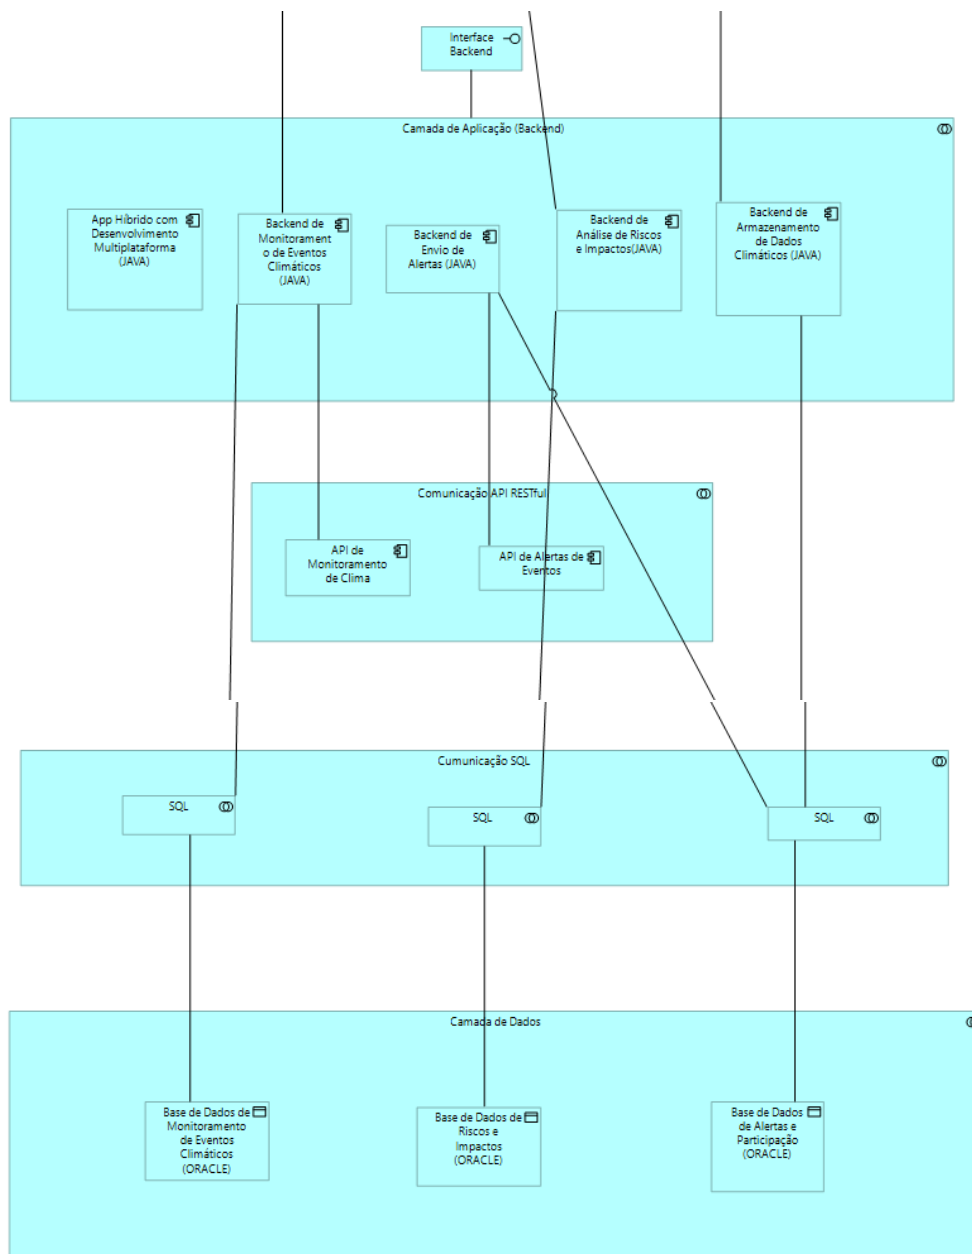 Interface
Backend
Camada de Aplicação (Backend)
App Híbrido com
Desenvolvimento
Multiplataforma
(JAVA)
Backend de
Monitorament
o de Eventos
Climáticos
(JAVA)
Backend de
Envio de
Alertas (JAVA)
Backend de
Análise de Riscos
e Impactos(JAVA)
Backend de
Armazenamento
de Dados
Climáticos (JAVA)
Comunicação API RESTful
API de
Monitoramento
de Clima
API de Alertas de
Eventos
Cumunicação SQL
SQL
SQL
SQL
Camada de Dados
Base de Dados de
Monitoramento
de Eventos
Climáticos
(ORACLE)
Base de Dados de
Riscos e
Impactos
(ORACLE)
Base de Dados
de Alertas e
Participação
(ORACLE)